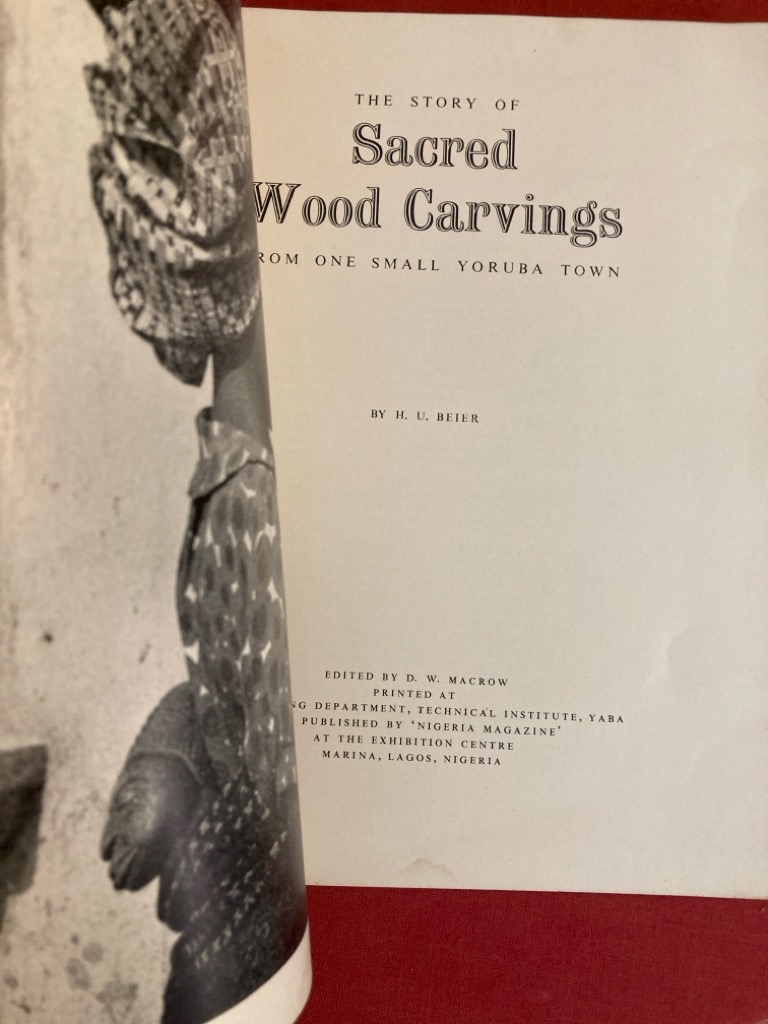 THE STORY OF
Sacred
Wood Carvings
ROM ONE SMALL YORUBA TOWN
BY H. U. BEIER
EDITED BY D. W. MACROW
PRINTED AT
NG DEPARTMENT, TECHNICAL INSTITUTE, YABA
PUBLISHED BY 'NIGERIA MAGAZINE'
AT THE EXHIBITION CENTRE
MARINA, LAGOS, NIGERIA